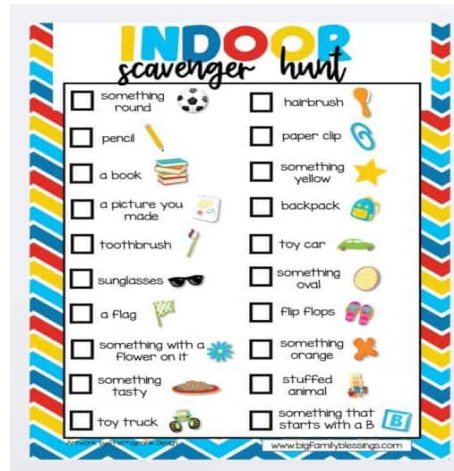 INDOOR
scavenger hunt
something
round
pencil
a book
a picture you
made
toothbrush
sunglasses
a flag
something with a
flower on it
something
tasty
toy truck
hairbrush
paper clip
something
yellow
backpack
toy car
something
oval
flip flops
something
orange
stuffed
animal
something that
starts with a B
B
www.bigfamilyblessings.com